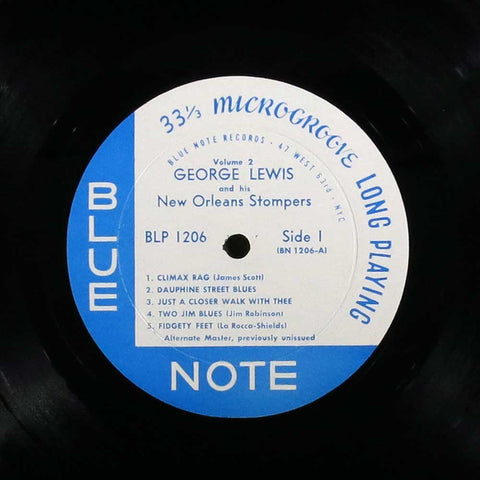 33⅓ MICROGROOVE LONG PLAYING
BLUE NOTE RECORDS • 47 WEST 63rd • NYC
Volume 2
GEORGE LEWIS
and his
New Orleans Stompers
BLP 1206
Side 1
(BN 1206-A)
1. CLIMAX RAG (James Scott)
2. DAUPHINE STREET BLUES
3. JUST A CLOSER WALK WITH THEE
4. TWO JIM BLUES (Jim Robinson)
5. FIDGETY FEET (La Rocca-Shields)
Alternate Master, previously unissued
BLUE
NOTE